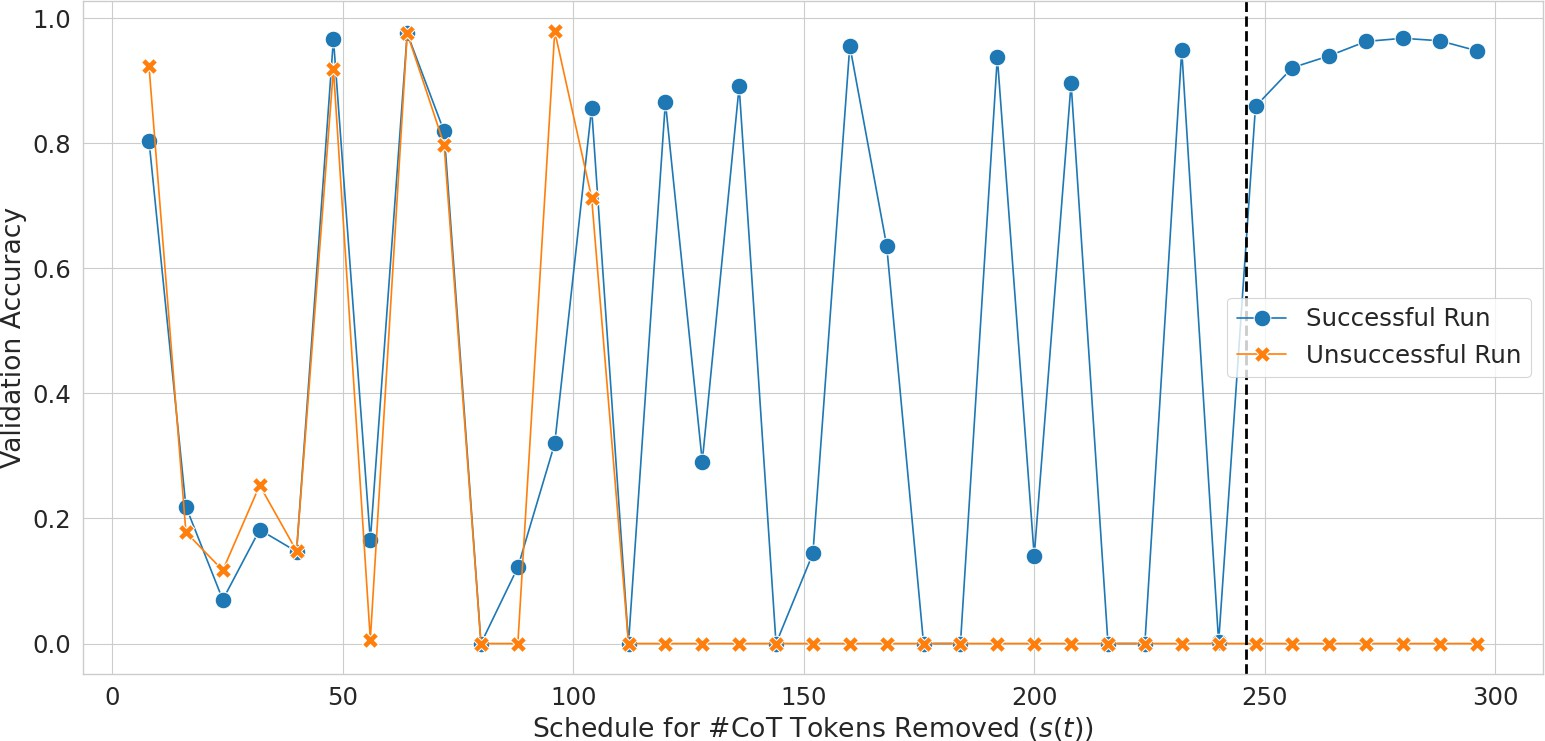 Validation Accuracy
1.0
0.8
0.6
0.4
0.2
0.0
Successful Run
Unsuccessful Run
0 50 100 150 200 250 300
Schedule for #CoT Tokens Removed (s(t))